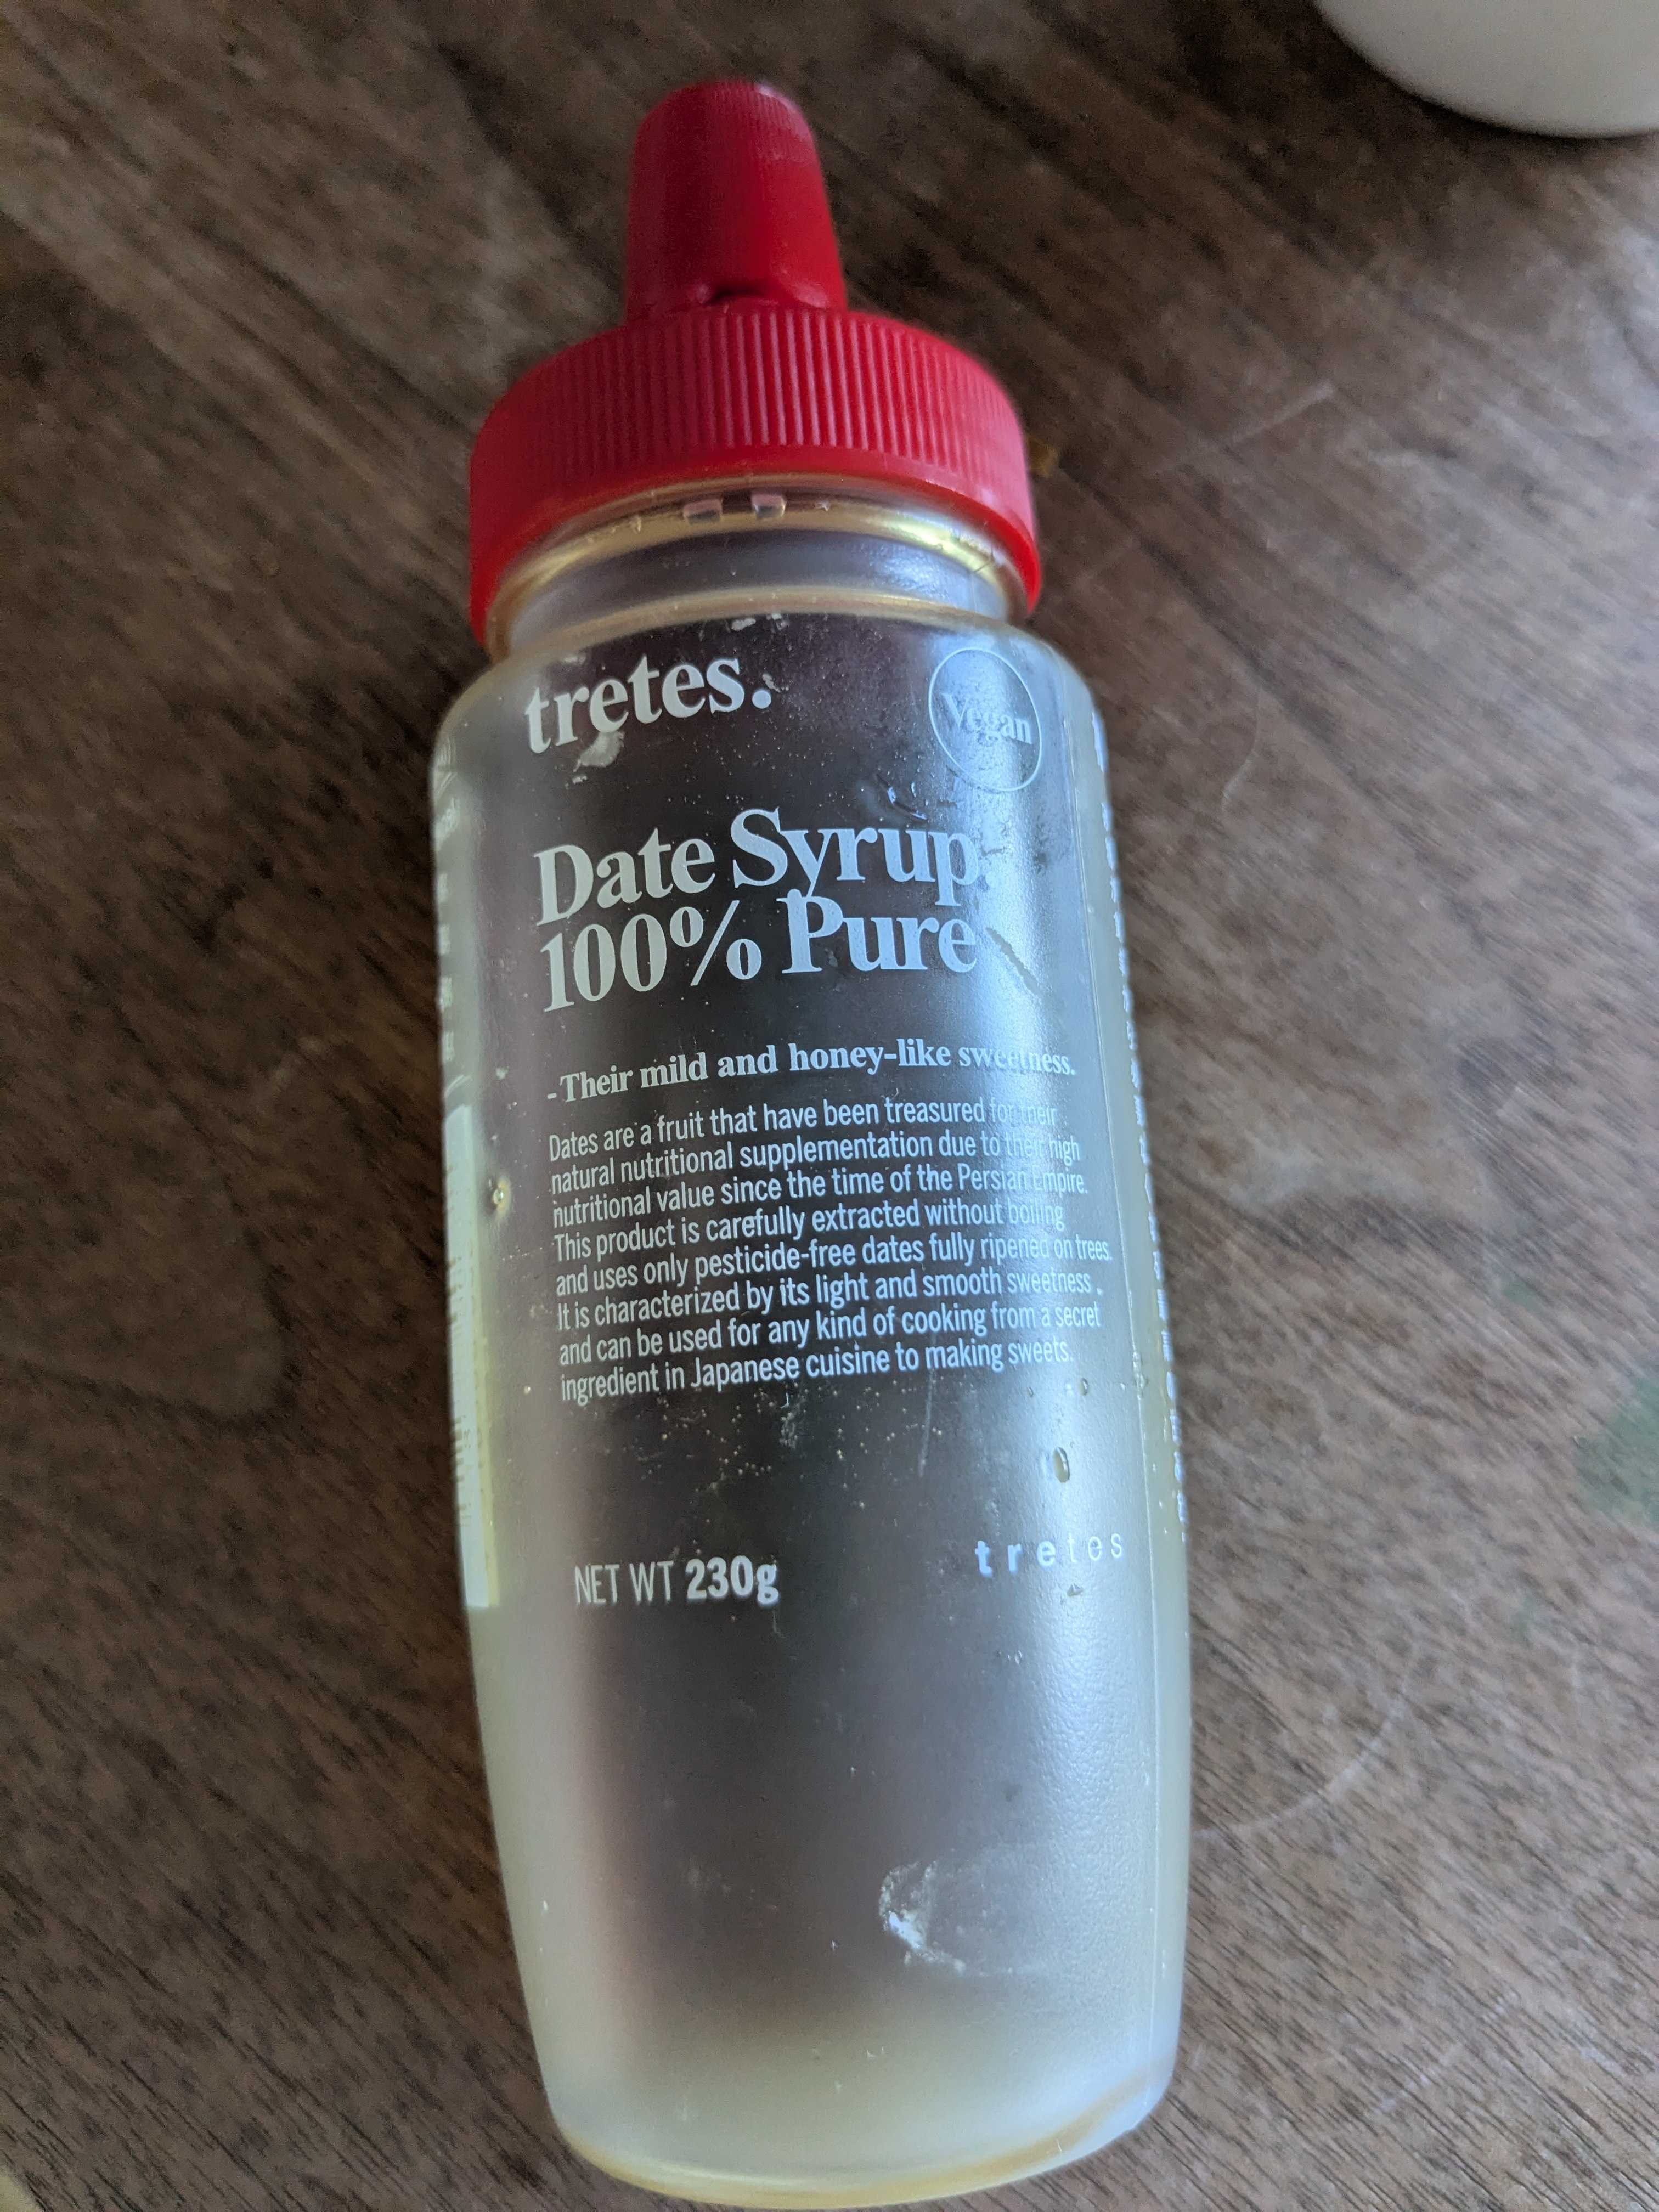 tretes.
Vegan
Date Syrup.
100% Pure
-Their mild and honey-like sweetness.
Dates are a fruit that have been treasured for their
natural nutritional supplementation due to their high
nutritional value since the time of the Persian Empire.
This product is carefully extracted without boiling
and uses only pesticide-free dates fully ripened on trees.
It is characterized by its light and smooth sweetness .
and can be used for any kind of cooking from a secret
ingredient in Japanese cuisine to making sweets.
NET WT 230g
tretes